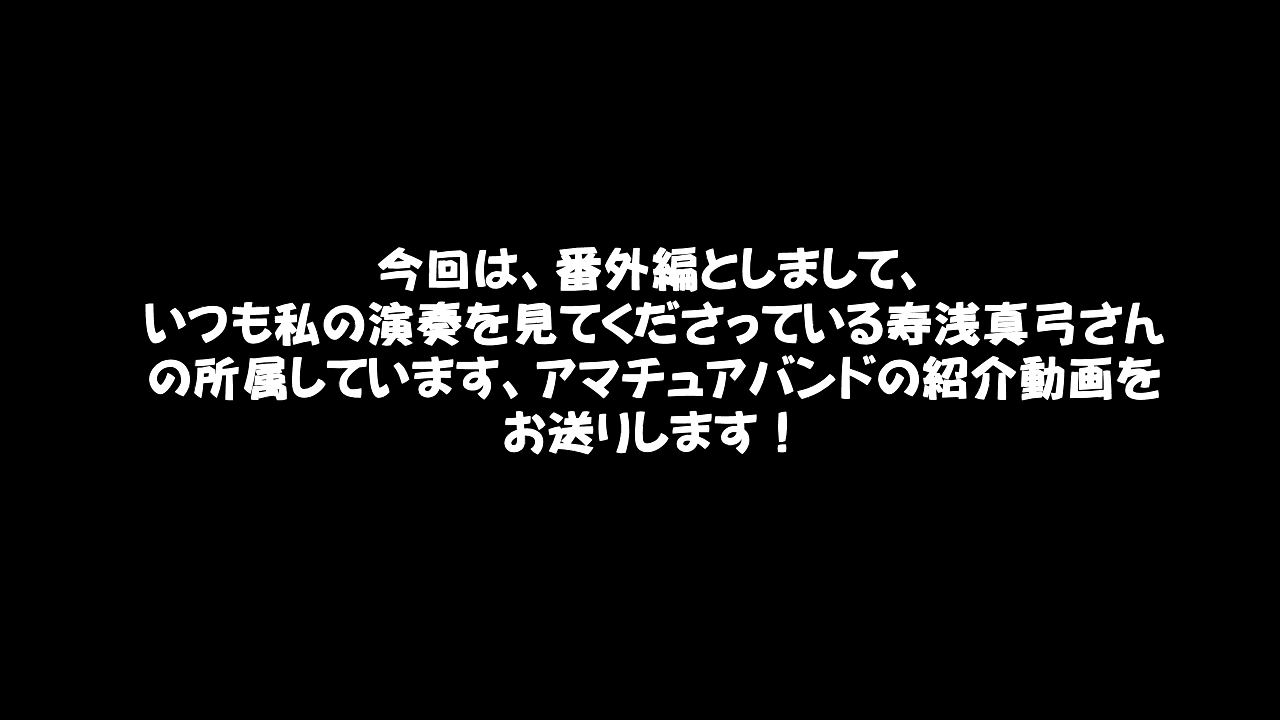 今回は、番外編としまして、
いつも私の演奏を見てくださっている寿浅真弓さん
の所属しています、アマチュアバンドの紹介動画を
お送りします！